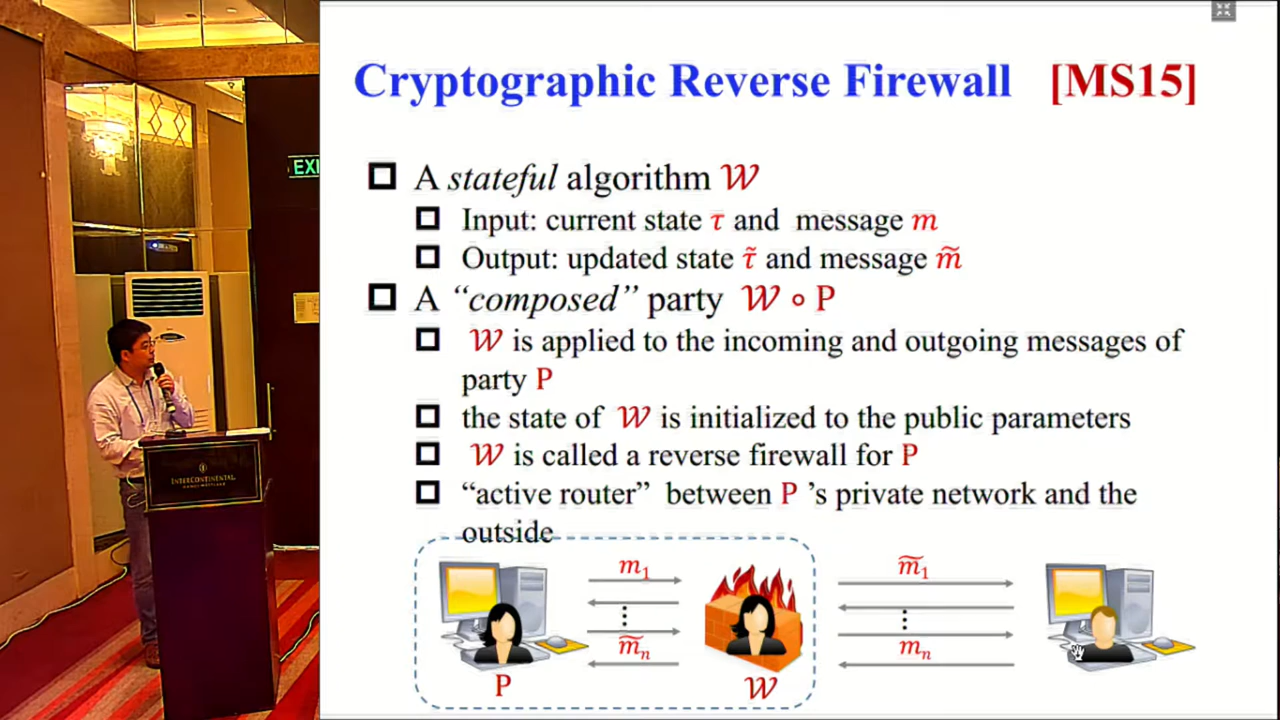 Cryptographic Reverse Firewall [MS15]
EXI
❑ A stateful algorithm 𝒲
❑ Input: current state τ and message m
❑ Output: updated state τ̃ and message m̃
❑ A “composed” party 𝒲 ∘ P
❑ 𝒲 is applied to the incoming and outgoing messages of
party P
❑ the state of 𝒲 is initialized to the public parameters
❑ 𝒲 is called a reverse firewall for P
❑ “active router” between P ’s private network and the
outside
INTERCONTINENTAL
m₁
m̃₁
⋮
⋮
m̃ₙ
mₙ
P
𝒲